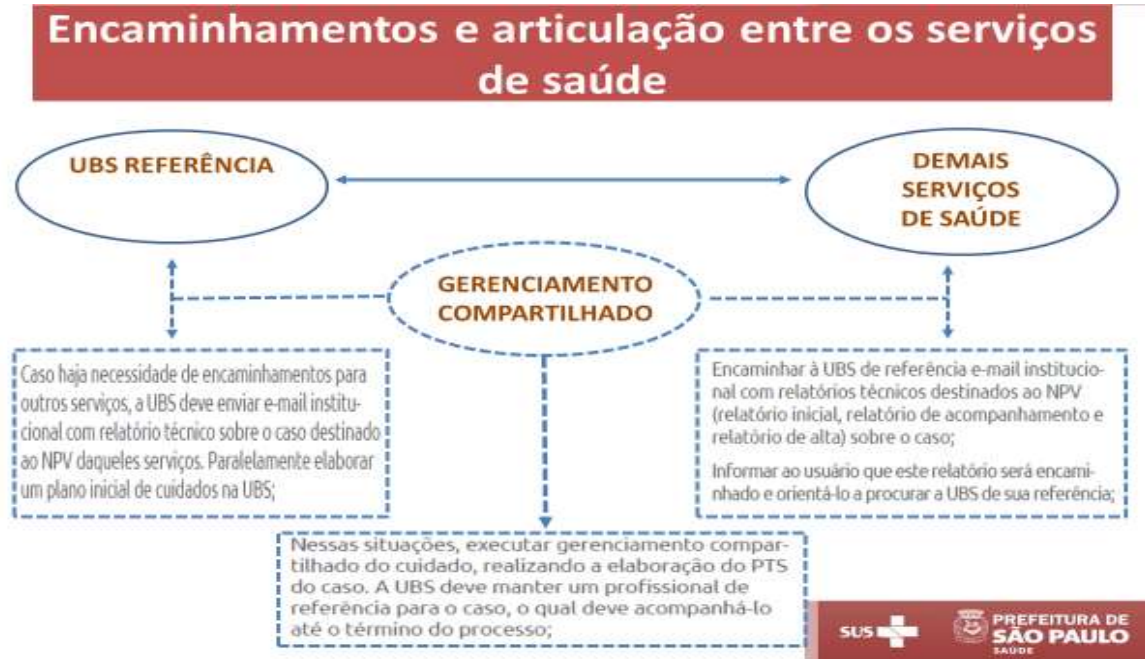 Encaminhamentos e articulação entre os serviços
de saúde
UBS REFERÊNCIA
DEMAIS
SERVIÇOS
DE SAÚDE
GERENCIAMENTO
COMPARTILHADO
Caso haja necessidade de encaminhamentos para
outros serviços, a UBS deve enviar e-mail institu-
cional com relatório técnico sobre o caso destinado
ao NPV daqueles serviços. Paralelamente elaborar
um plano inicial de cuidados na UBS;
Encaminhar à UBS de referência e-mail institucio-
nal com relatórios técnicos destinados ao NPV
(relatório inicial, relatório de acompanhamento e
relatório de alta) sobre o caso;
Informar ao usuário que este relatório será encami-
nhado e orientá-lo a procurar a UBS de sua referência;
Nessas situações, executar gerenciamento compar-
tilhado do cuidado, realizando a elaboração do PTS
do caso. A UBS deve manter um profissional de
referência para o caso, o qual deve acompanhá-lo
até o término do processo;
SUS
PREFEITURA DE
SÃO PAULO
SAÚDE